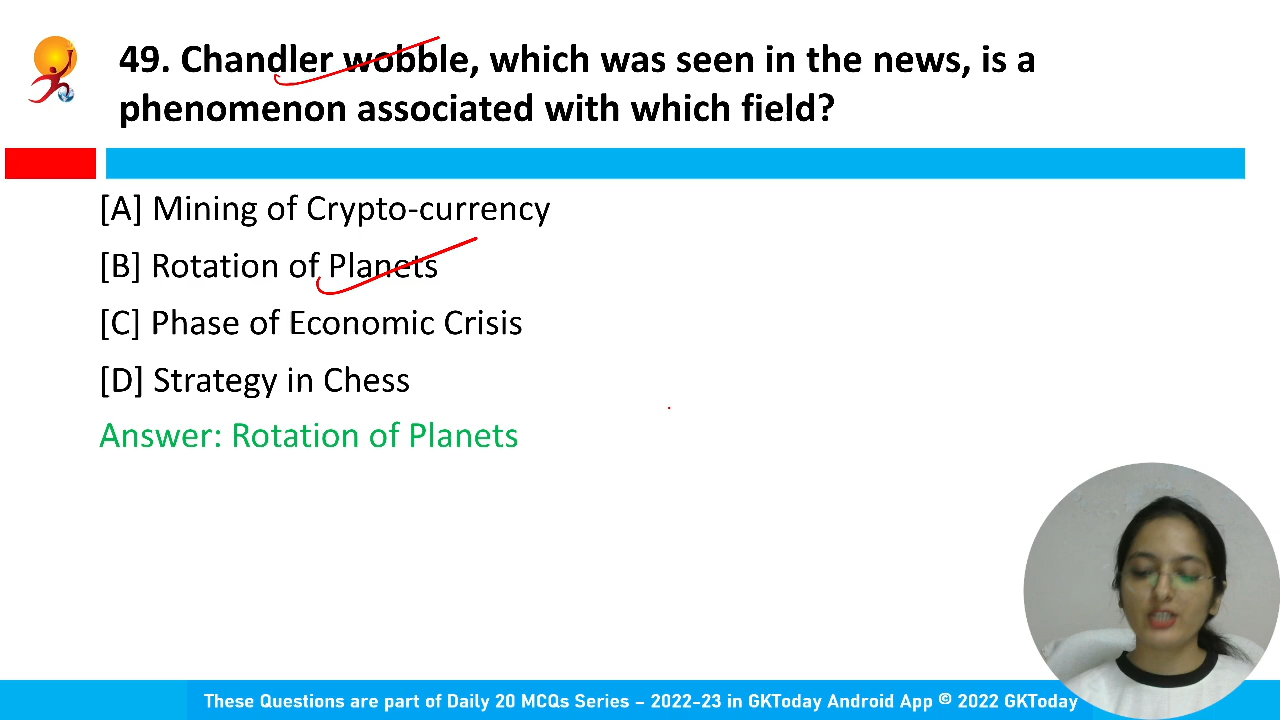 49. Chandler wobble, which was seen in the news, is a
phenomenon associated with which field?
[A] Mining of Crypto-currency
[B] Rotation of Planets
[C] Phase of Economic Crisis
[D] Strategy in Chess
Answer: Rotation of Planets
These Questions are part of Daily 20 MCQs Series – 2022-23 in GKToday Android App © 2022 GKToday